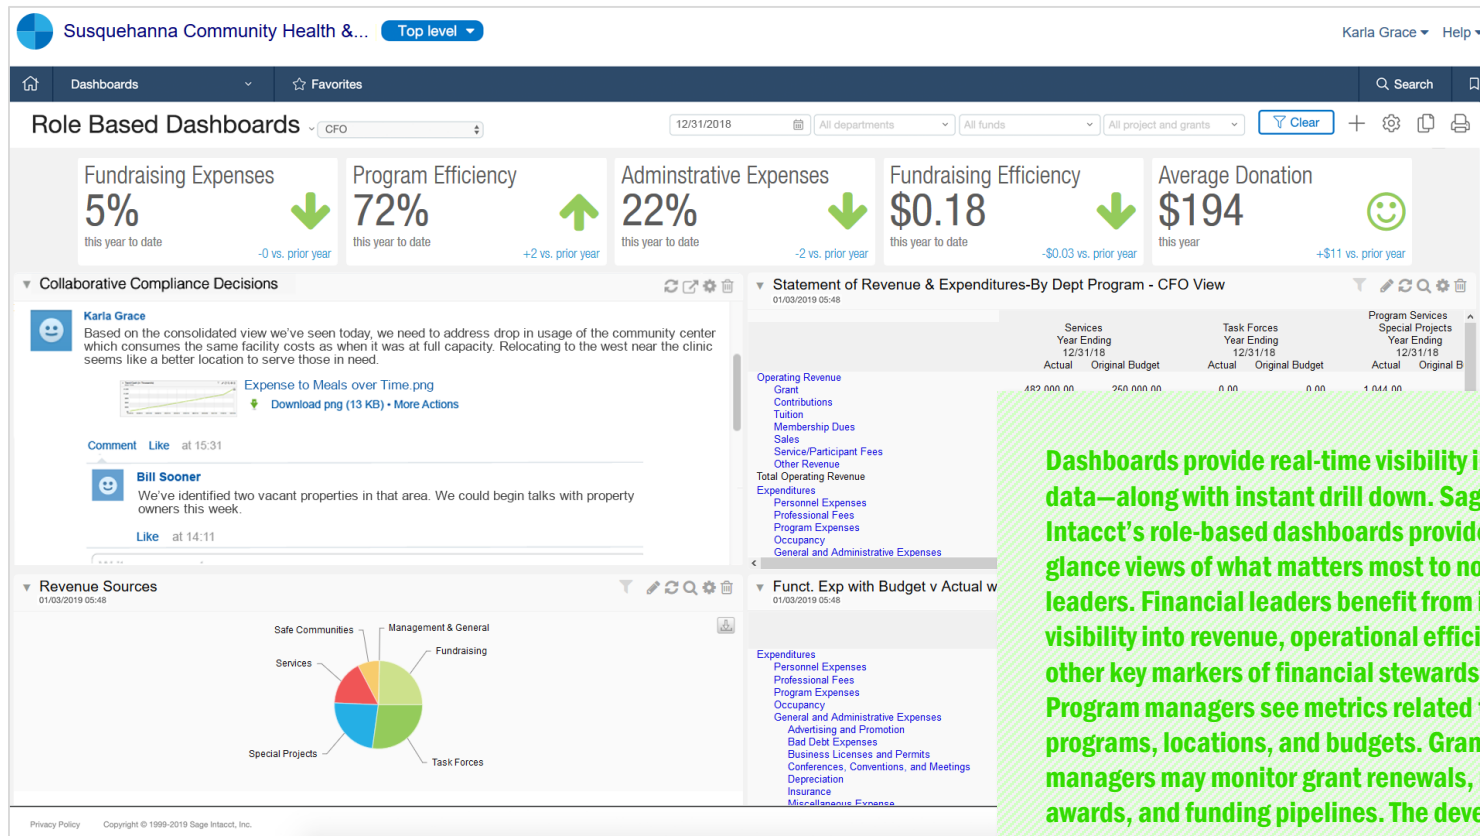 Susquehanna Community Health &... Top level
Karla Grace Help
Dashboards Favorites Search
Role Based Dashboards CFO 12/31/2018 All departments All funds All project and grants Clear
Fundraising Expenses
5%
this year to date
-0 vs. prior year
Program Efficiency
72%
this year to date
+2 vs. prior year
Adminstrative Expenses
22%
this year to date
-2 vs. prior year
Fundraising Efficiency
$0.18
this year to date
-$0.03 vs. prior year
Average Donation
$194
this year
+$11 vs. prior year
Collaborative Compliance Decisions
Karla Grace
Based on the consolidated view we've seen today, we need to address drop in usage of the community center
which consumes the same facility costs as when it was at full capacity. Relocating to the west near the clinic
seems like a better location to serve those in need.
Expense to Meals over Time.png
Download png (13 KB) • More Actions
Comment Like at 15:31
Bill Sooner
We've identified two vacant properties in that area. We could begin talks with property
owners this week.
Like at 14:11
Statement of Revenue & Expenditures-By Dept Program - CFO View
01/03/2019 05:48
Program Services
Services Task Forces Special Projects
Year Ending Year Ending Year Ending
12/31/18 12/31/18 12/31/18
Actual Original Budget Actual Original Budget Actual Original B
Operating Revenue
Grant 482,000.00 250,000.00 0.00 0.00 1,044.00
Contributions
Tuition
Membership Dues
Sales
Service/Participant Fees
Other Revenue
Total Operating Revenue
Expenditures
Personnel Expenses
Professional Fees
Program Expenses
Occupancy
General and Administrative Expenses
Revenue Sources
01/03/2019 05:48
Safe Communities
Management & General
Services
Fundraising
Special Projects
Task Forces
Funct. Exp with Budget v Actual w
01/03/2019 05:48
Expenditures
Personnel Expenses
Professional Fees
Program Expenses
Occupancy
General and Administrative Expenses
Advertising and Promotion
Bad Debt Expenses
Business Licenses and Permits
Conferences, Conventions, and Meetings
Depreciation
Insurance
Miscellaneous Expense
Dashboards provide real-time visibility i
data—along with instant drill down. Sag
Intacct's role-based dashboards provide
glance views of what matters most to no
leaders. Financial leaders benefit from i
visibility into revenue, operational effici
other key markers of financial stewards
Program managers see metrics related t
programs, locations, and budgets. Gran
managers may monitor grant renewals,
awards, and funding pipelines. The deve
Privacy Policy Copyright © 1999-2019 Sage Intacct, Inc.